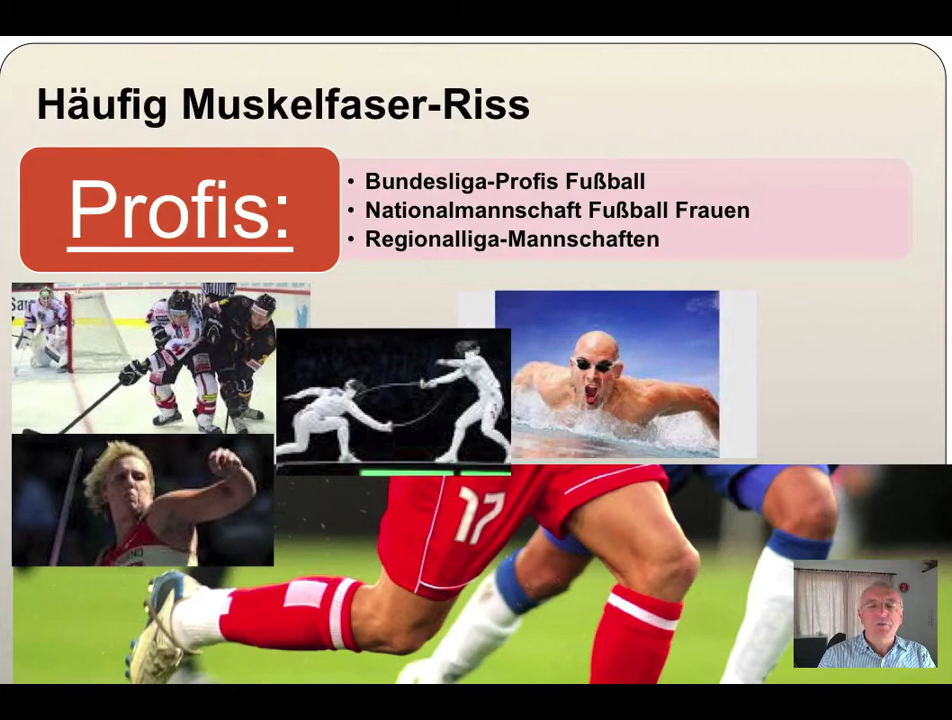 Häufig Muskelfaser-Riss
Profis:
• Bundesliga-Profis Fußball
• Nationalmannschaft Fußball Frauen
• Regionalliga-Mannschaften
17